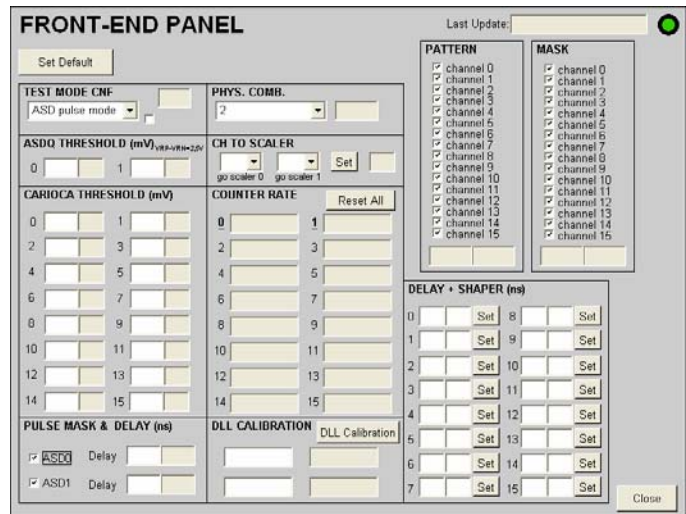 FRONT-END PANEL
Last Update:
Set Default
TEST MODE CNF
ASD pulse mode
PHYS. COMB.
2
ASDQ THRESHOLD (mV) VRP-VRN=2,5V
0 1
CH TO SCALER
go scaler 0 go scaler 1
Set
CARIOCA THRESHOLD (mV)
0 1
2 3
4 5
6 7
8 9
10 11
12 13
14 15
COUNTER RATE
Reset All
0 1
2 3
4 5
6 7
8 9
10 11
12 13
14 15
PULSE MASK & DELAY (ns)
ASD0 Delay
ASD1 Delay
DLL CALIBRATION
DLL Calibration
PATTERN
channel 0
channel 1
channel 2
channel 3
channel 4
channel 5
channel 6
channel 7
channel 8
channel 9
channel 10
channel 11
channel 12
channel 13
channel 14
channel 15
MASK
channel 0
channel 1
channel 2
channel 3
channel 4
channel 5
channel 6
channel 7
channel 8
channel 9
channel 10
channel 11
channel 12
channel 13
channel 14
channel 15
DELAY + SHAPER (ns)
0 Set 8 Set
1 Set 9 Set
2 Set 10 Set
3 Set 11 Set
4 Set 12 Set
5 Set 13 Set
6 Set 14 Set
7 Set 15 Set
Close